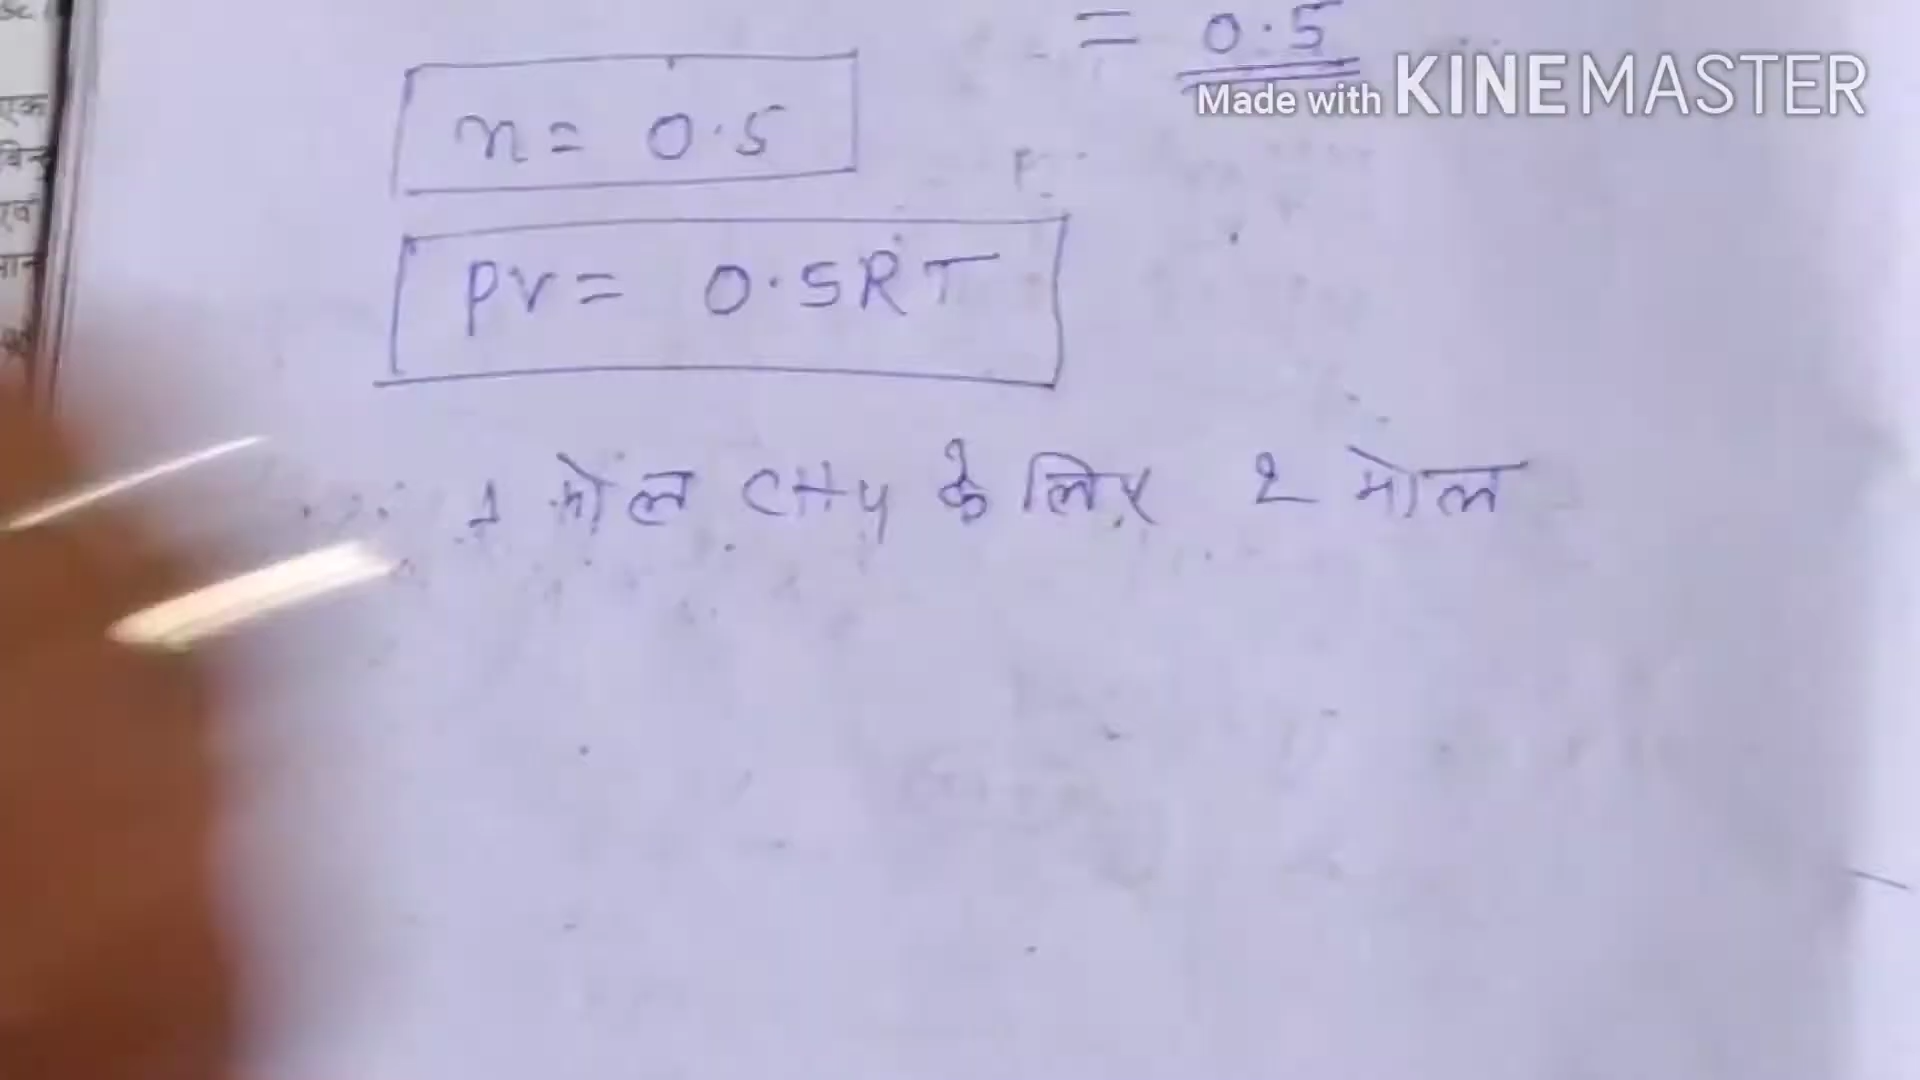 = 0.5
Made with KINEMASTER
n = 0.5
PV = 0.5RT
1 मोल CH4 के लिए 2 मोल